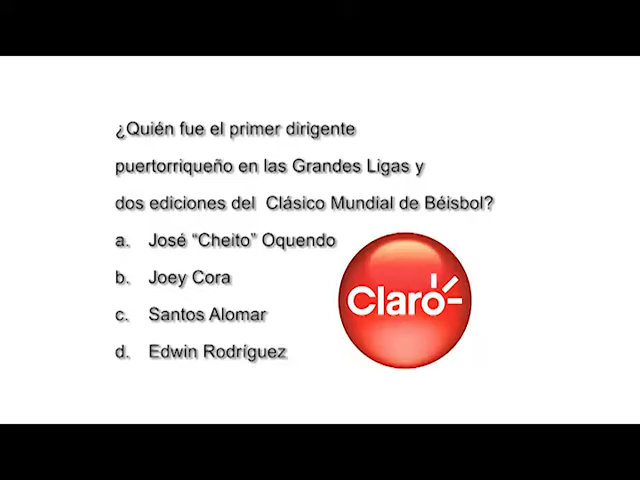 ¿Quién fue el primer dirigente
puertorriqueño en las Grandes Ligas y
dos ediciones del Clásico Mundial de Béisbol?
a. José “Cheito” Oquendo
b. Joey Cora
c. Santos Alomar
d. Edwin Rodríguez
Claro